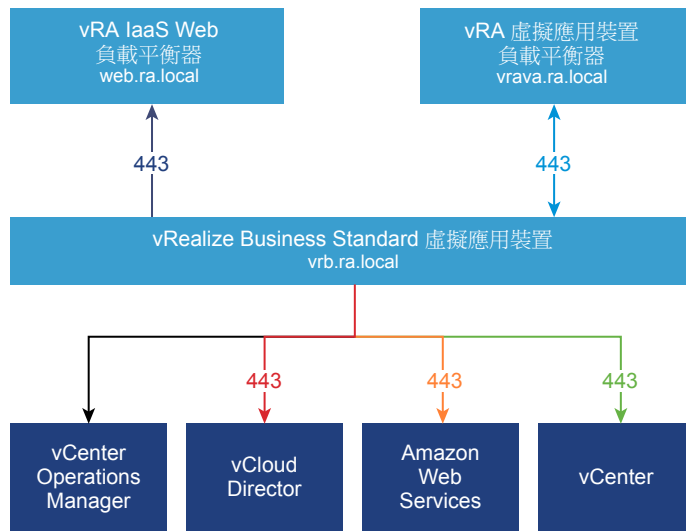 vRA IaaS Web
負載平衡器
web.ra.local
vRA 虛擬應用裝置
負載平衡器
vrava.ra.local
443
443
vRealize Business Standard 虛擬應用裝置
vrb.ra.local
443
443
443
vCenter
Operations
Manager
vCloud
Director
Amazon
Web
Services
vCenter